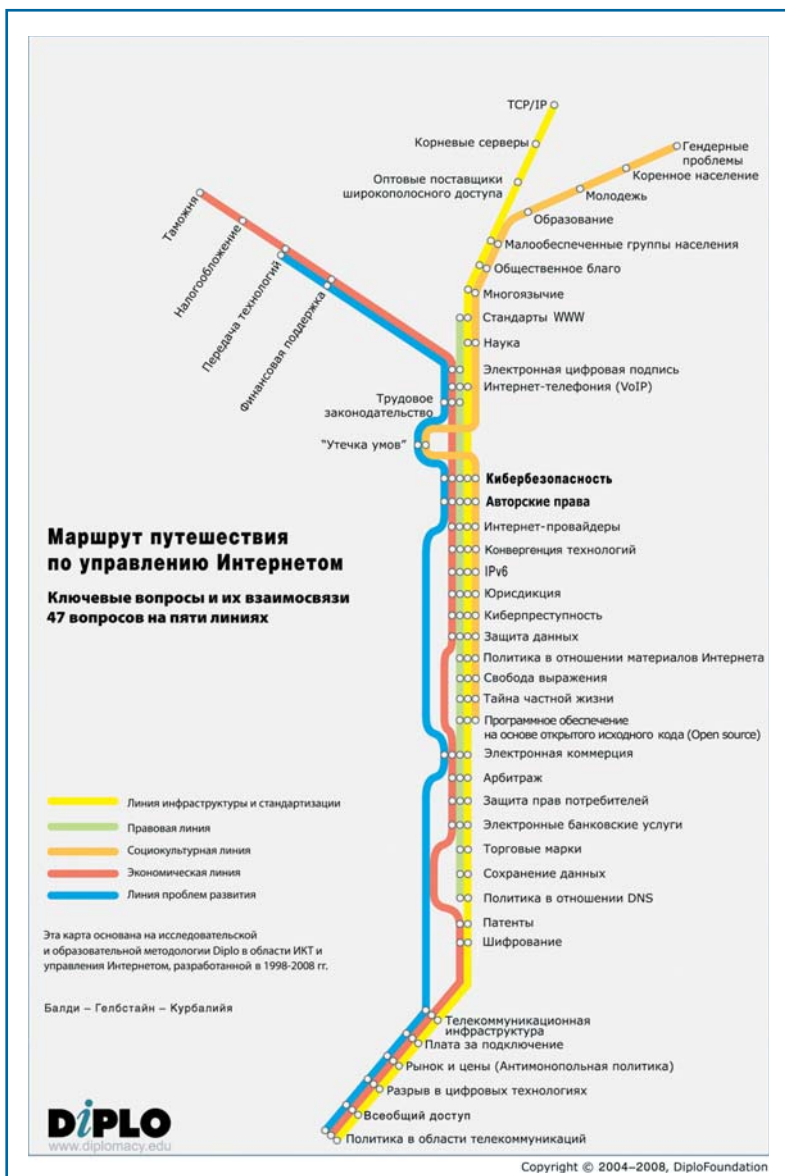 TCP/IP
Корневые серверы
Оптовые поставщики
широкополосного доступа
Гендерные
проблемы
Коренное население
Молодежь
Образование
Малообеспеченные группы населения
Общественное благо
Многоязычие
Стандарты WWW
Наука
Электронная цифровая подпись
Интернет-телефония (VoIP)
Таможня
Налогообложение
Передача технологий
Финансовая поддержка
Трудовое
законодательство
“Утечка умов”
Кибербезопасность
Авторские права
Интернет-провайдеры
Конвергенция технологий
IPv6
Юрисдикция
Киберпреступность
Защита данных
Политика в отношении материалов Интернета
Свобода выражения
Тайна частной жизни
Программное обеспечение
на основе открытого исходного кода (Open source)
Электронная коммерция
Арбитраж
Защита прав потребителей
Электронные банковские услуги
Торговые марки
Сохранение данных
Политика в отношении DNS
Патенты
Шифрование
Телекоммуникационная
инфраструктура
Плата за подключение
Рынок и цены (Антимонопольная политика)
Разрыв в цифровых технологиях
Всеобщий доступ
Политика в области телекоммуникаций
Маршрут путешествия
по управлению Интернетом
Ключевые вопросы и их взаимосвязи
47 вопросов на пяти линиях
Линия инфраструктуры и стандартизации
Правовая линия
Социокультурная линия
Экономическая линия
Линия проблем развития
Эта карта основана на исследовательской
и образовательной методологии Diplo в области ИКТ и
управления Интернетом, разработанной в 1998-2008 гг.
Балди – Гелбстайн – Курбалийя
DiPLO
www.diplomacy.edu
Copyright © 2004–2008, DiploFoundation